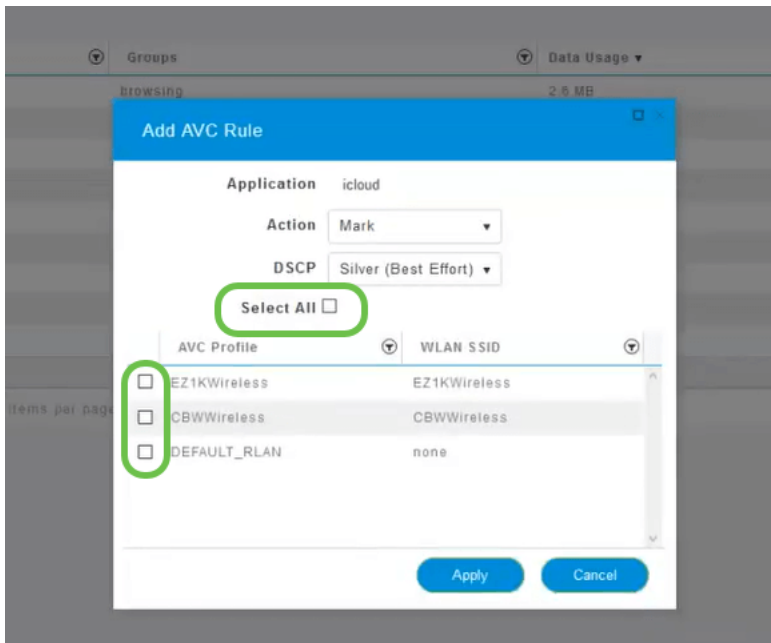 Groups Data Usage
browsing 2.6 MB
Add AVC Rule
Application icloud
Action Mark
DSCP Silver (Best Effort)
Select All
AVC Profile WLAN SSID
EZ1KWireless EZ1KWireless
CBWWireless CBWWireless
items per page
DEFAULT_RLAN none
Apply Cancel